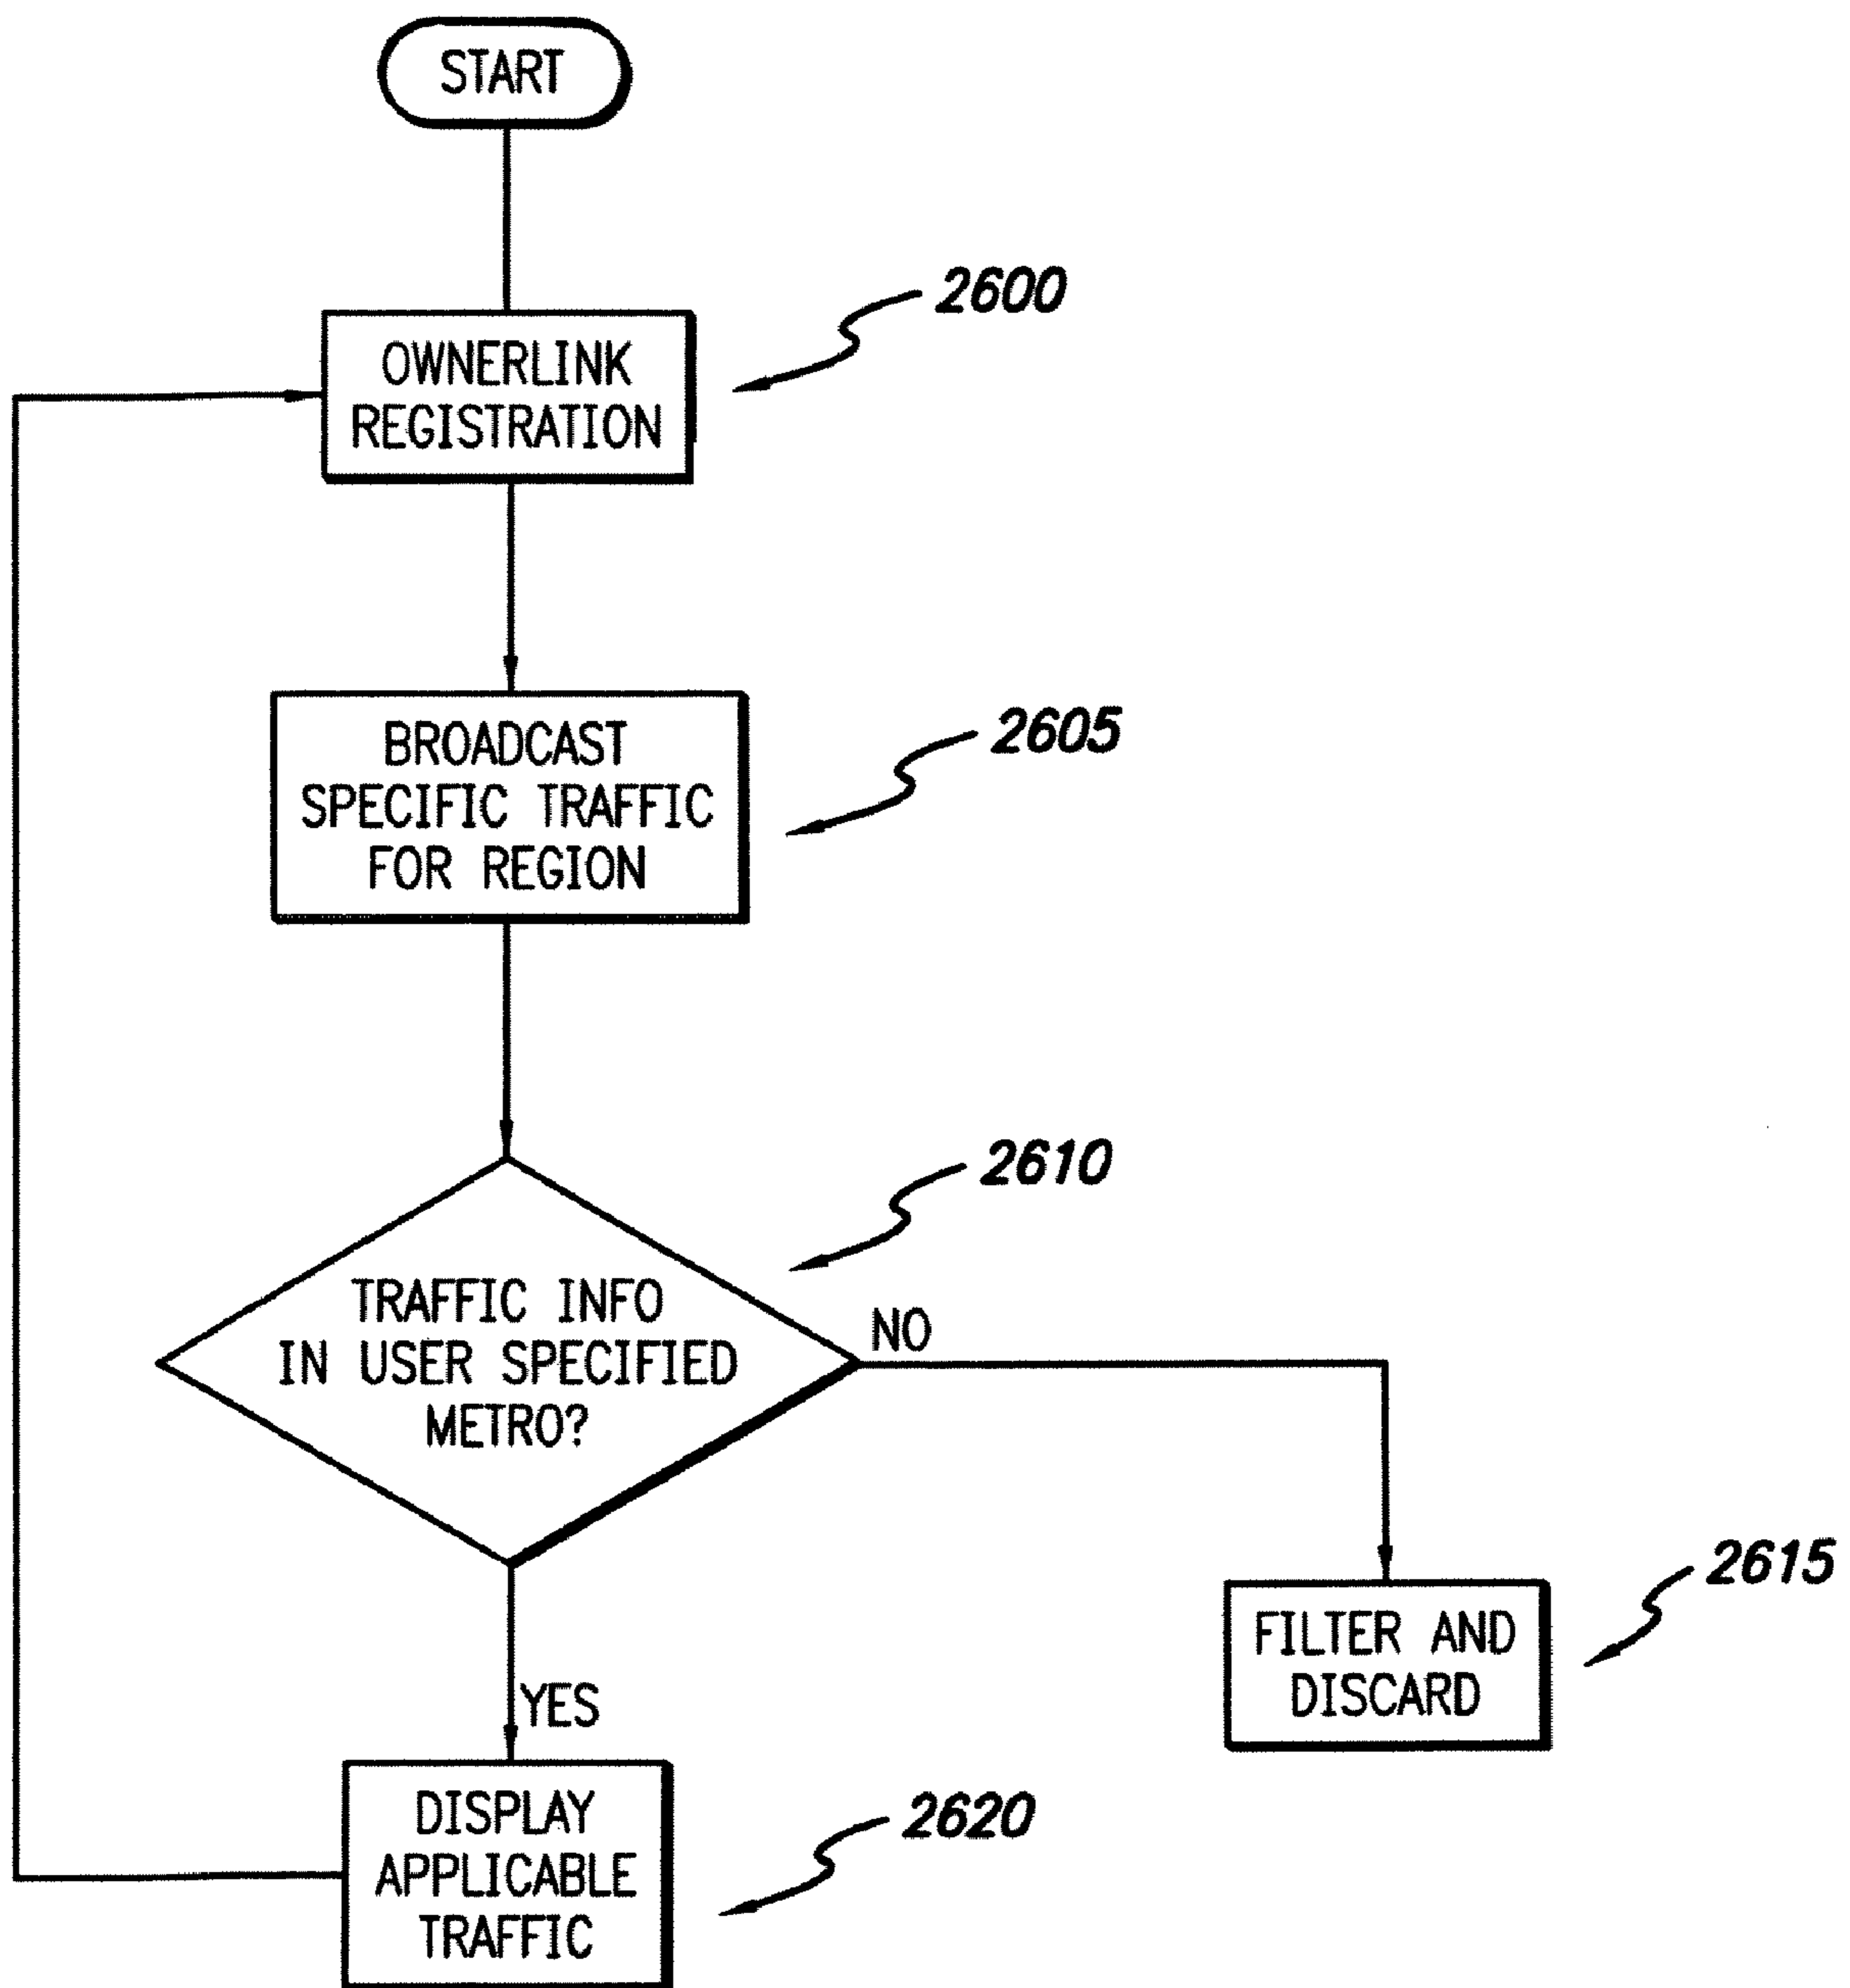 START
2600
OWNERLINK
REGISTRATION
2605
BROADCAST
SPECIFIC TRAFFIC
FOR REGION
2610
TRAFFIC INFO
IN USER SPECIFIED
METRO?
NO
YES
2615
FILTER AND
DISCARD
2620
DISPLAY
APPLICABLE
TRAFFIC